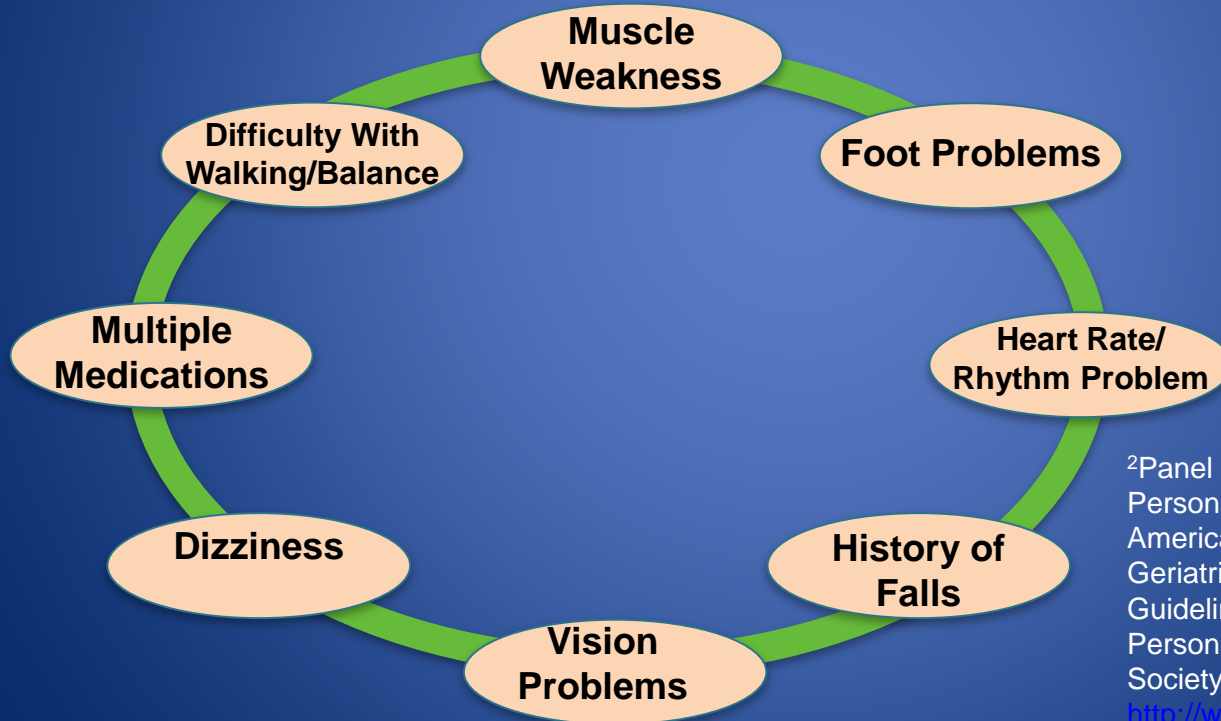 Muscle
Weakness
Difficulty With
Walking/Balance
Foot Problems
Multiple
Medications
Heart Rate/
Rhythm Problem
Dizziness
History of
Falls
Vision
Problems
²Panel
Person
America
Geriatri
Guidelin
Person
Society
http://w